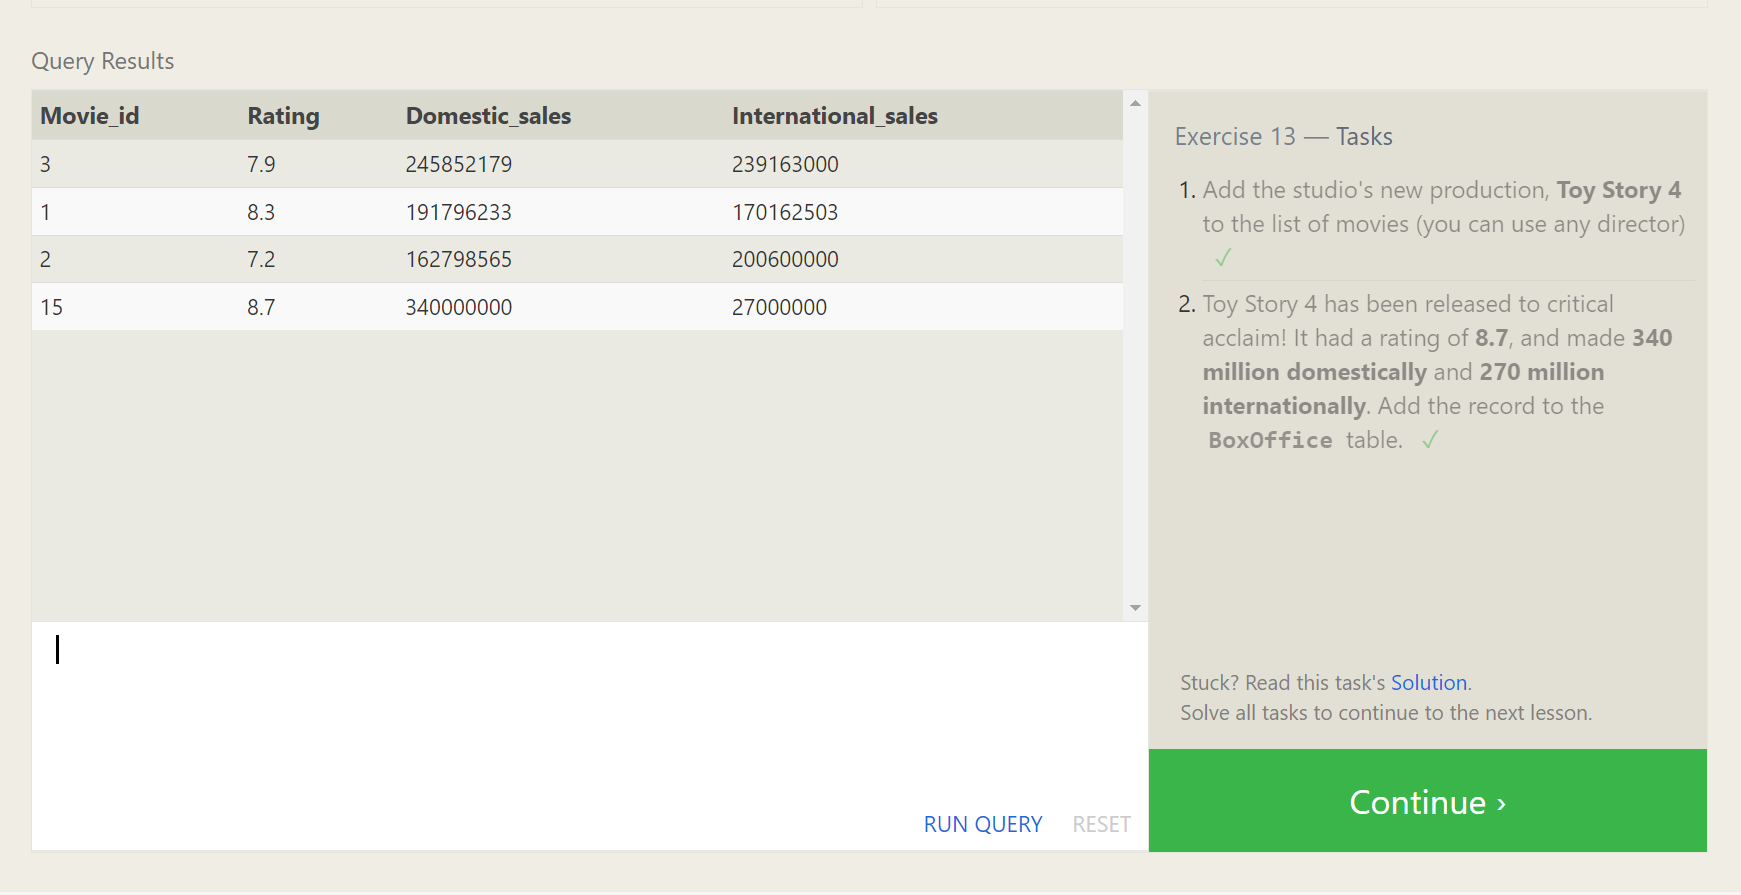 Query Results
Movie_id Rating Domestic_sales International_sales
3 7.9 245852179 239163000
1 8.3 191796233 170162503
2 7.2 162798565 200600000
15 8.7 340000000 27000000
RUN QUERY RESET
Exercise 13 — Tasks
1. Add the studio's new production, Toy Story 4
to the list of movies (you can use any director)
✓
2. Toy Story 4 has been released to critical
acclaim! It had a rating of 8.7, and made 340
million domestically and 270 million
internationally. Add the record to the
BoxOffice table. ✓
Stuck? Read this task's Solution.
Solve all tasks to continue to the next lesson.
Continue ›